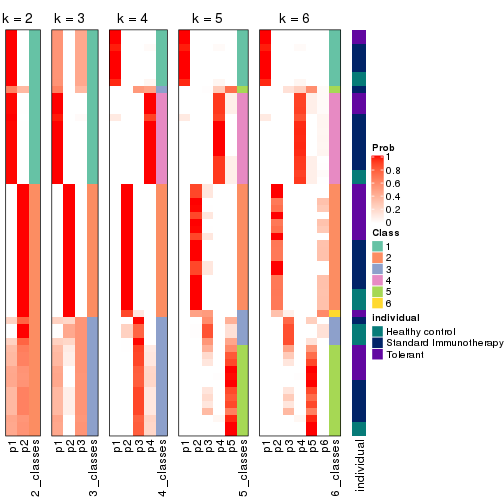 k = 2
k = 3
k = 4
k = 5
k = 6
Prob
1
0.8
0.6
0.4
0.2
0
Class
1
2
3
4
5
6
individual
Healthy control
Standard Immunotherapy
Tolerant
p1
p2
2_classes
p1
p2
p3
3_classes
p1
p2
p3
p4
4_classes
p1
p2
p3
p4
p5
5_classes
p1
p2
p3
p4
p5
p6
6_classes
individual